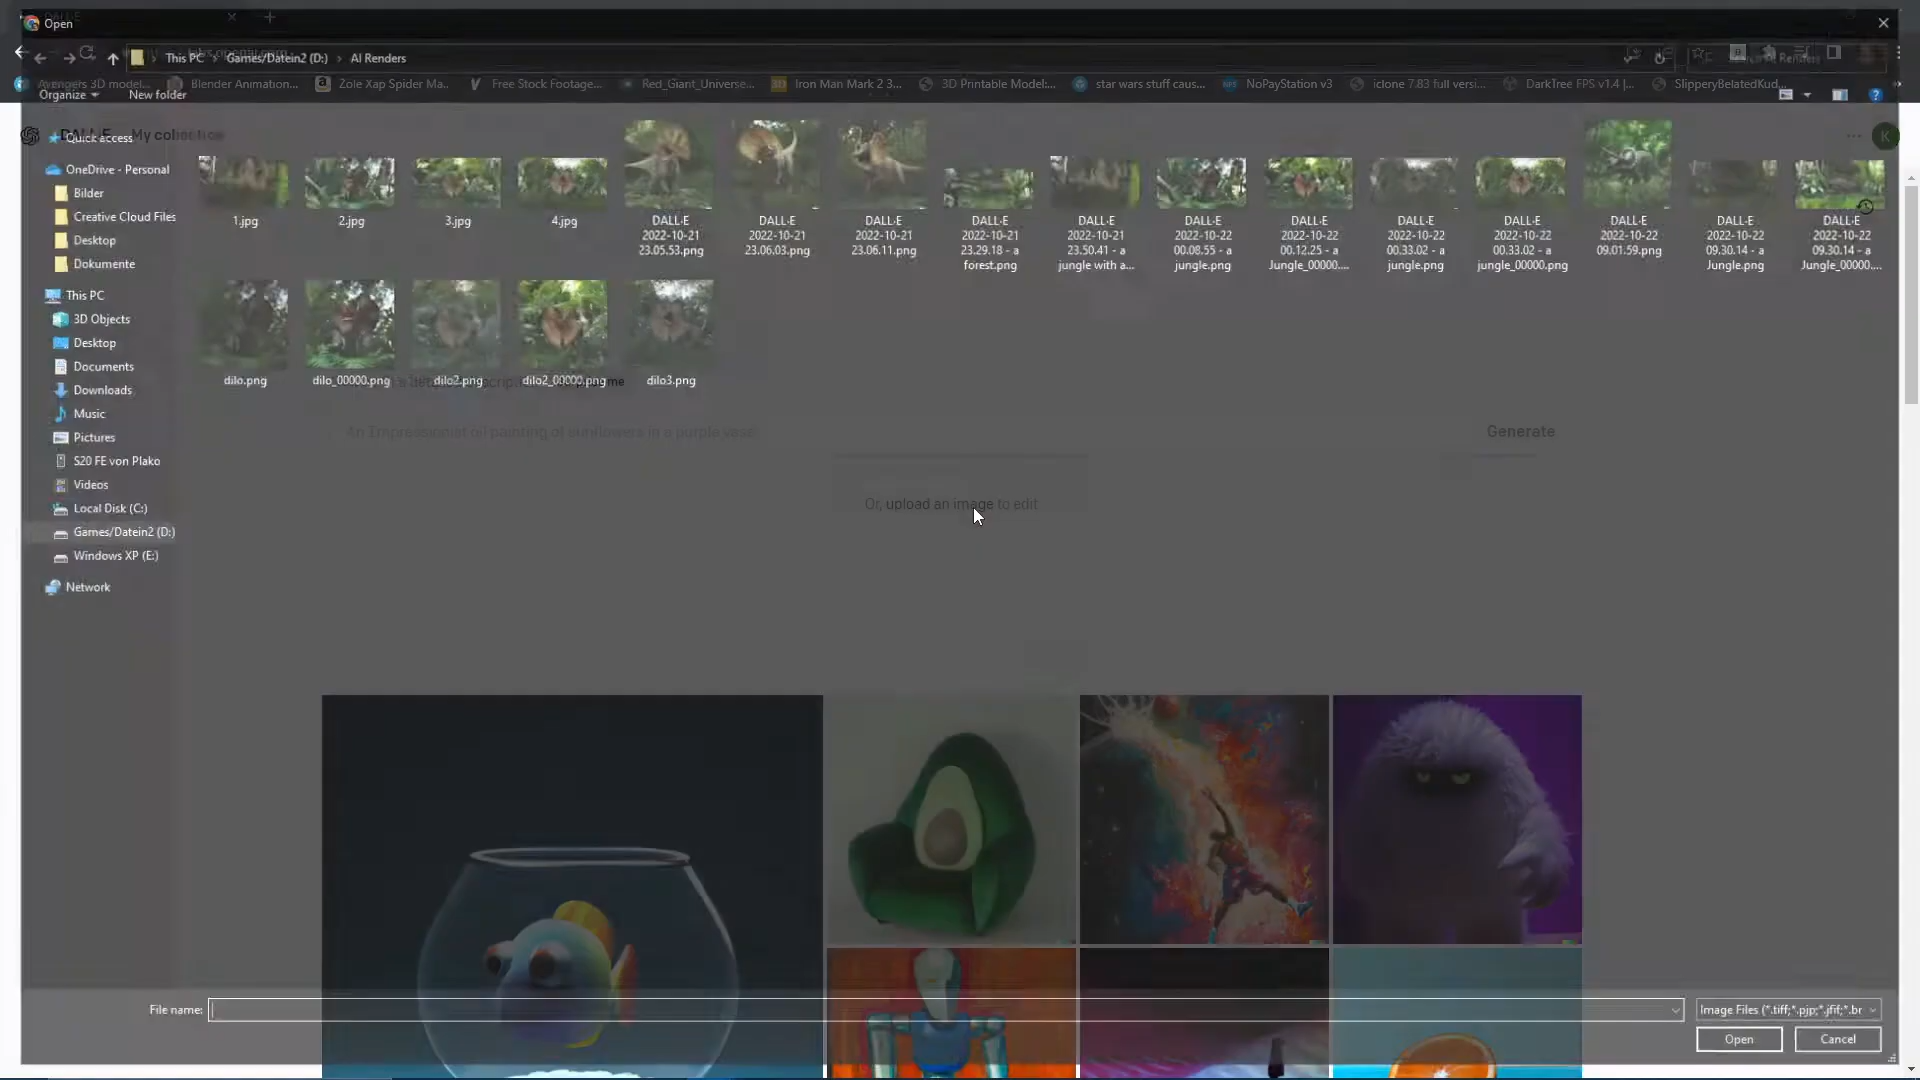 Open
This PC > Games/Datein2 (D:) > AI Renders
Avengers 3D model...
Blender Animation...
Zole Xap Spider Ma...
Free Stock Footage...
Red_Giant_Universe...
Iron Man Mark 2 3...
3D Printable Model:...
star wars stuff caus...
NoPayStation v3
iclone 7.83 full versi...
DarkTree FPS v1.4 |...
SlipperyBelatedKud...
Organize
New folder
DALL·E
My collection
K
Quick access
OneDrive - Personal
Bilder
Creative Cloud Files
Desktop
Dokumente
This PC
3D Objects
Desktop
Documents
Downloads
Music
Pictures
S20 FE von Plako
Videos
Local Disk (C:)
Games/Datein2 (D:)
Windows XP (E:)
Network
1.jpg
2.jpg
3.jpg
4.jpg
DALL·E
2022-10-21
23.05.53.png
DALL·E
2022-10-21
23.06.03.png
DALL·E
2022-10-21
23.06.11.png
DALL·E
2022-10-21
23.29.18 - a
forest.png
DALL·E
2022-10-21
23.50.41 - a
jungle with a...
DALL·E
2022-10-22
00.08.55 - a
jungle.png
DALL·E
2022-10-22
00.12.25 - a
Jungle_00000....
DALL·E
2022-10-22
00.33.02 - a
jungle.png
DALL·E
2022-10-22
00.33.02 - a
jungle_00000.png
DALL·E
2022-10-22
09.01.59.png
DALL·E
2022-10-22
09.30.14 - a
Jungle.png
DALL·E
2022-10-22
09.30.14 - a
Jungle_00000....
dilo.png
dilo_00000.png
dilo2.png
dilo2_00000.png
dilo3.png
An Impressionist oil painting of sunflowers in a purple vase
Generate
Or, upload an image to edit
File name:
Image Files (*.tiff;*.pjp;*.jfif;*.br
Open
Cancel